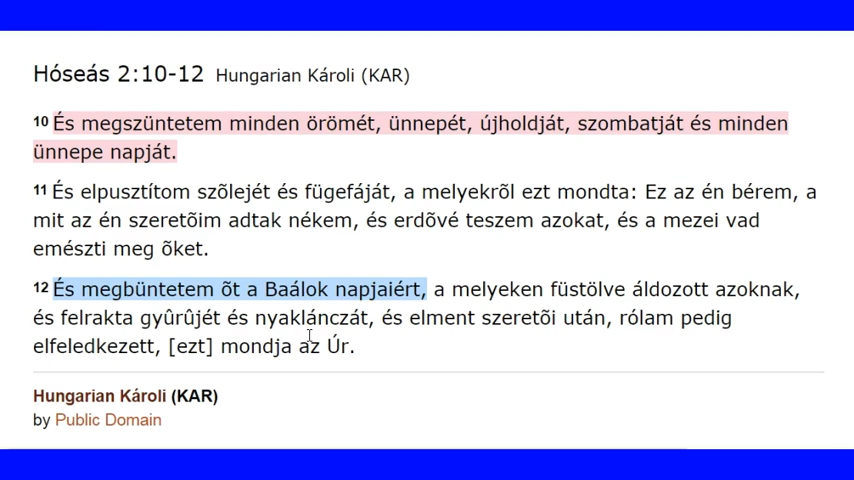 Hóseás 2:10-12 Hungarian Károli (KAR)
10 És megszüntetem minden örömét, ünnepét, újholdját, szombatját és minden
ünnepe napját.
11 És elpusztítom szõlejét és fügefáját, a melyekrõl ezt mondta: Ez az én bérem, a
mit az én szeretõim adtak nékem, és erdõvé teszem azokat, és a mezei vad
emészti meg õket.
12 És megbüntetem õt a Baálok napjaiért, a melyeken füstölve áldozott azoknak,
és felrakta gyûrûjét és nyaklánczát, és elment szeretõi után, rólam pedig
elfeledkezett, [ezt] mondja az Úr.
Hungarian Károli (KAR)
by Public Domain